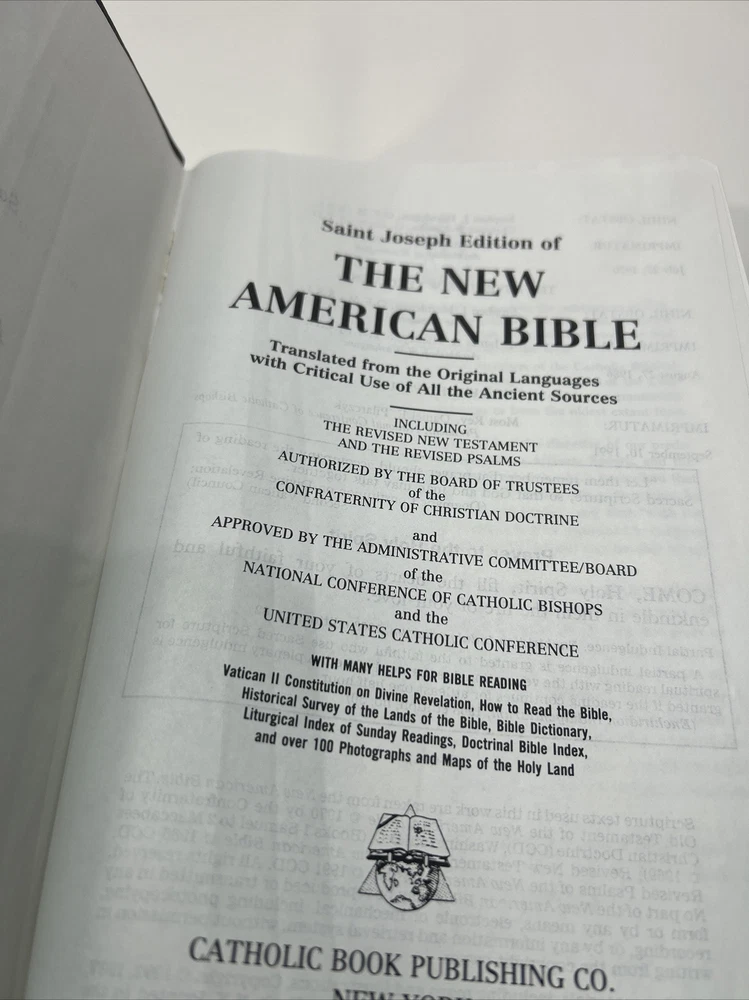 Saint Joseph Edition of
THE NEW
AMERICAN BIBLE
Translated from the Original Languages
with Critical Use of All the Ancient Sources
INCLUDING
THE REVISED NEW TESTAMENT
AND THE REVISED PSALMS
AUTHORIZED BY THE BOARD OF TRUSTEES
of the
CONFRATERNITY OF CHRISTIAN DOCTRINE
and
APPROVED BY THE ADMINISTRATIVE COMMITTEE/BOARD
of the
NATIONAL CONFERENCE OF CATHOLIC BISHOPS
and the
UNITED STATES CATHOLIC CONFERENCE
WITH MANY HELPS FOR BIBLE READING
Vatican II Constitution on Divine Revelation, How to Read the Bible,
Historical Survey of the Lands of the Bible, Bible Dictionary,
Liturgical Index of Sunday Readings, Doctrinal Bible Index,
and over 100 Photographs and Maps of the Holy Land
CATHOLIC BOOK PUBLISHING CO.
NEW YORK